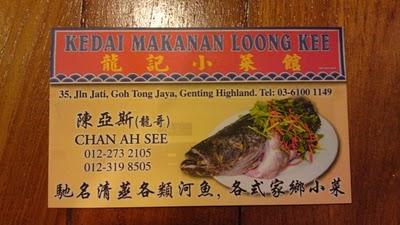 KEDAI MAKANAN LOONG KEE
龍記小菜館
35, Jln Jati, Goh Tong Jaya, Genting Highland. Tel: 03-6100 1149
陳亞斯(龍哥)
CHAN AH SEE
012-273 2105
012-319 8505
馳名清蒸各類河魚,各式家鄉小菜